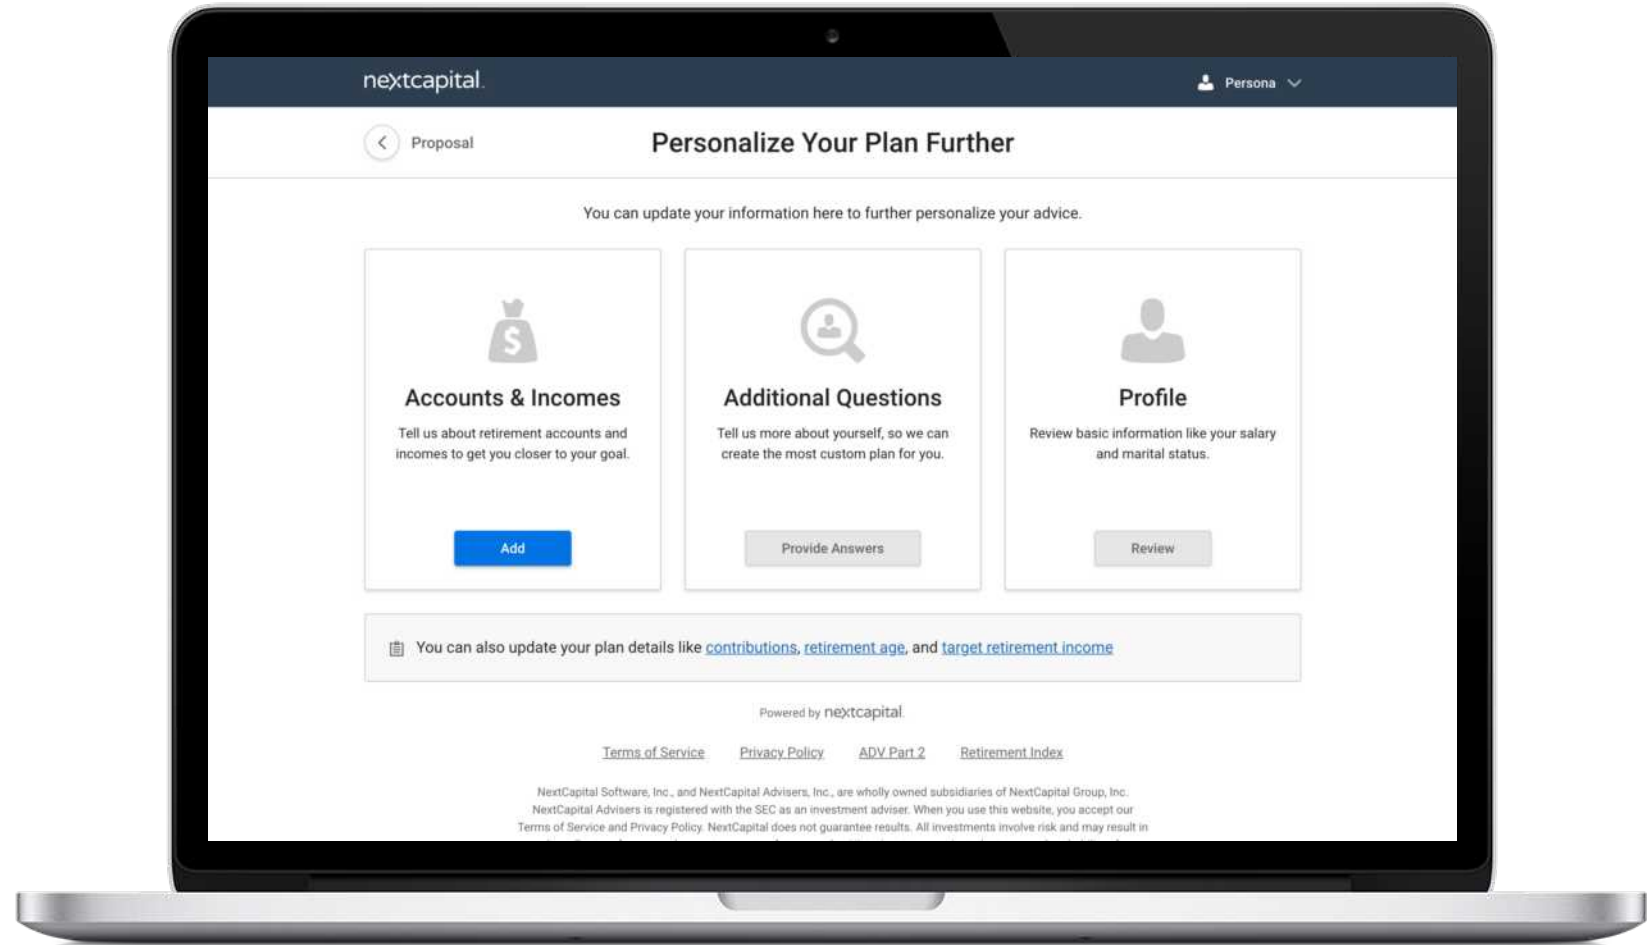 nextcapital.
Persona
Proposal
Personalize Your Plan Further
You can update your information here to further personalize your advice.
Accounts & Incomes
Tell us about retirement accounts and
incomes to get you closer to your goal.
Add
Additional Questions
Tell us more about yourself, so we can
create the most custom plan for you.
Provide Answers
Profile
Review basic information like your salary
and marital status.
Review
You can also update your plan details like contributions, retirement age, and target retirement income
Powered by nextcapital.
Terms of Service Privacy Policy ADV Part 2 Retirement Index
NextCapital Software, Inc., and NextCapital Advisers, Inc., are wholly owned subsidiaries of NextCapital Group, Inc.
NextCapital Advisers is registered with the SEC as an investment adviser. When you use this website, you accept our
Terms of Service and Privacy Policy. NextCapital does not guarantee results. All investments involve risk and may result in